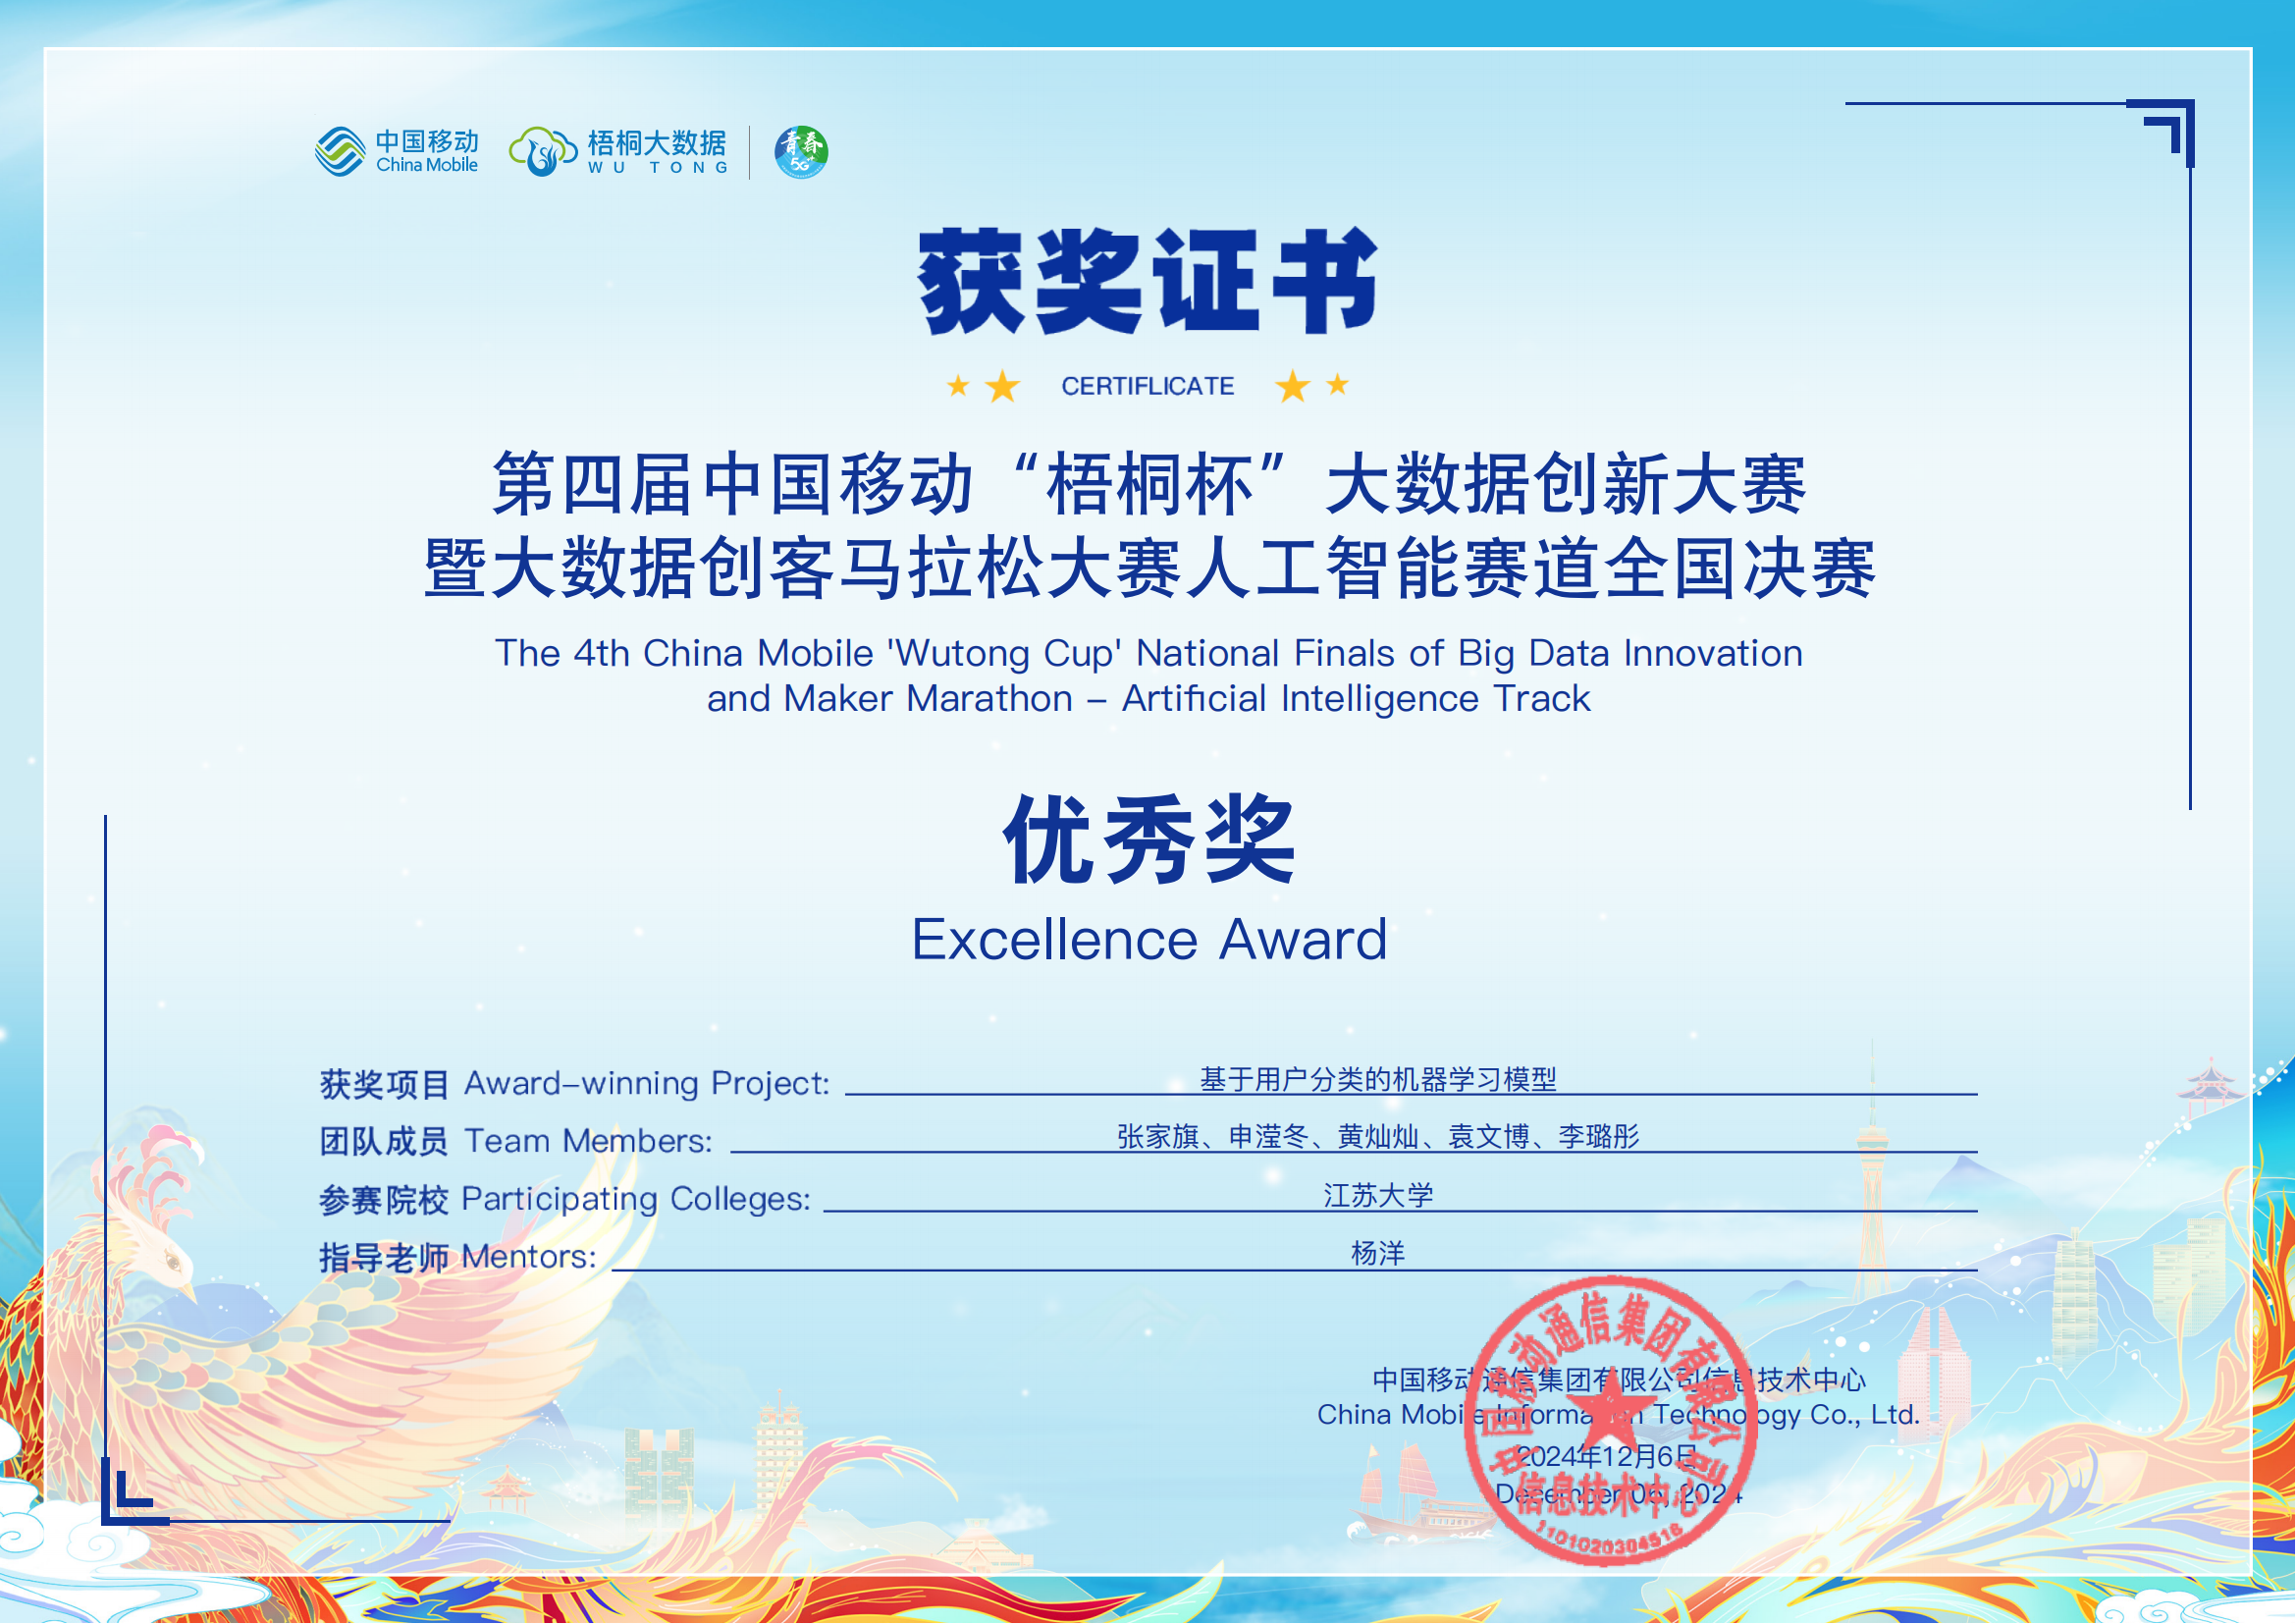 中国移动
China Mobile
梧桐大数据
WU TONG
青春
5G+
获奖证书
CERTIFLICATE
第四届中国移动“梧桐杯”大数据创新大赛
暨大数据创客马拉松大赛人工智能赛道全国决赛
The 4th China Mobile 'Wutong Cup' National Finals of Big Data Innovation
and Maker Marathon – Artificial Intelligence Track
优秀奖
Excellence Award
获奖项目 Award–winning Project: 基于用户分类的机器学习模型
团队成员 Team Members: 张家旗、申滢冬、黄灿灿、袁文博、李璐彤
参赛院校 Participating Colleges: 江苏大学
指导老师 Mentors: 杨洋
中国移动通信集团有限公司信息技术中心
China Mobile Information Technology Co., Ltd.
2024年12月6日
December 06, 2024
中国移动通信集团有限公司
信息技术中心
1101020304516